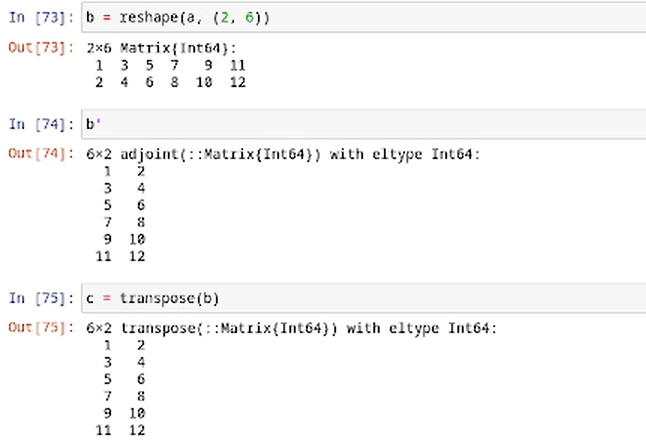 In [73]: b = reshape(a, (2, 6))
Out[73]: 2×6 Matrix{Int64}:
1 3 5 7 9 11
2 4 6 8 10 12
In [74]: b'
Out[74]: 6×2 adjoint(::Matrix{Int64}) with eltype Int64:
1 2
3 4
5 6
7 8
9 10
11 12
In [75]: c = transpose(b)
Out[75]: 6×2 transpose(::Matrix{Int64}) with eltype Int64:
1 2
3 4
5 6
7 8
9 10
11 12